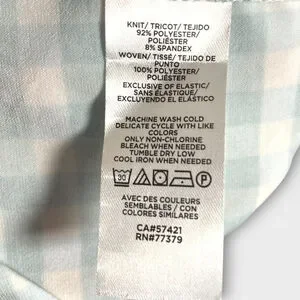 KNIT/ TRICOT/ TEJIDO
92% POLYESTER/
POLIÉSTER
8% SPANDEX
WOVEN/ TISSÉ/ TEJIDO DE
PUNTO
100% POLYESTER/
POLIÉSTER
EXCLUSIVE OF ELASTIC/
SANS ÉLASTIQUE/
EXCLUYENDO EL ELÁSTICO
MACHINE WASH COLD
DELICATE CYCLE WITH LIKE
COLORS
ONLY NON-CHLORINE
BLEACH WHEN NEEDED
TUMBLE DRY LOW
COOL IRON WHEN NEEDED
30
AVEC DES COULEURS
SEMBLABLES / CON
COLORES SIMILARES
CA#57421
RN#77379